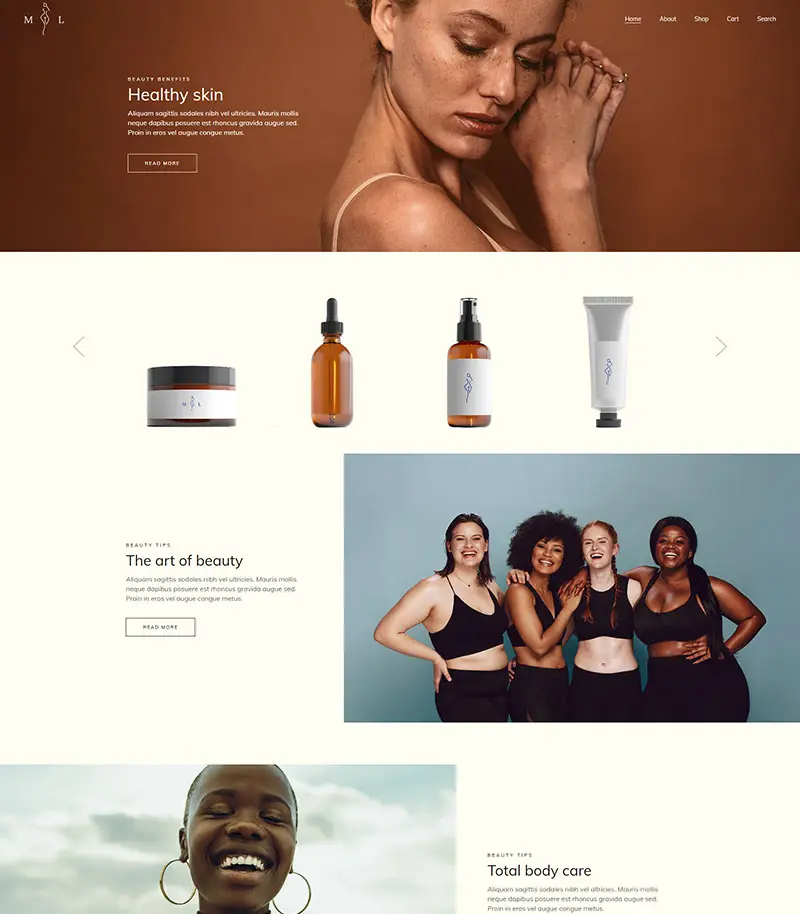 M L
Home About Shop Cart Search
BEAUTY BENEFITS
Healthy skin
Aliquam sagittis sodales nibh vel ultricies. Mauris mollis
neque dapibus posuere est rhoncus gravida augue sed.
Proin in eros vel augue congue metus.
READ MORE
M L
BEAUTY TIPS
The art of beauty
Aliquam sagittis sodales nibh vel ultricies. Mauris mollis
neque dapibus posuere est rhoncus gravida augue sed.
Proin in eros vel augue congue metus.
READ MORE
BEAUTY TIPS
Total body care
Aliquam sagittis sodales nibh vel ultricies. Mauris mollis
neque dapibus posuere est rhoncus gravida augue sed.
Proin in eros vel augue congue metus.